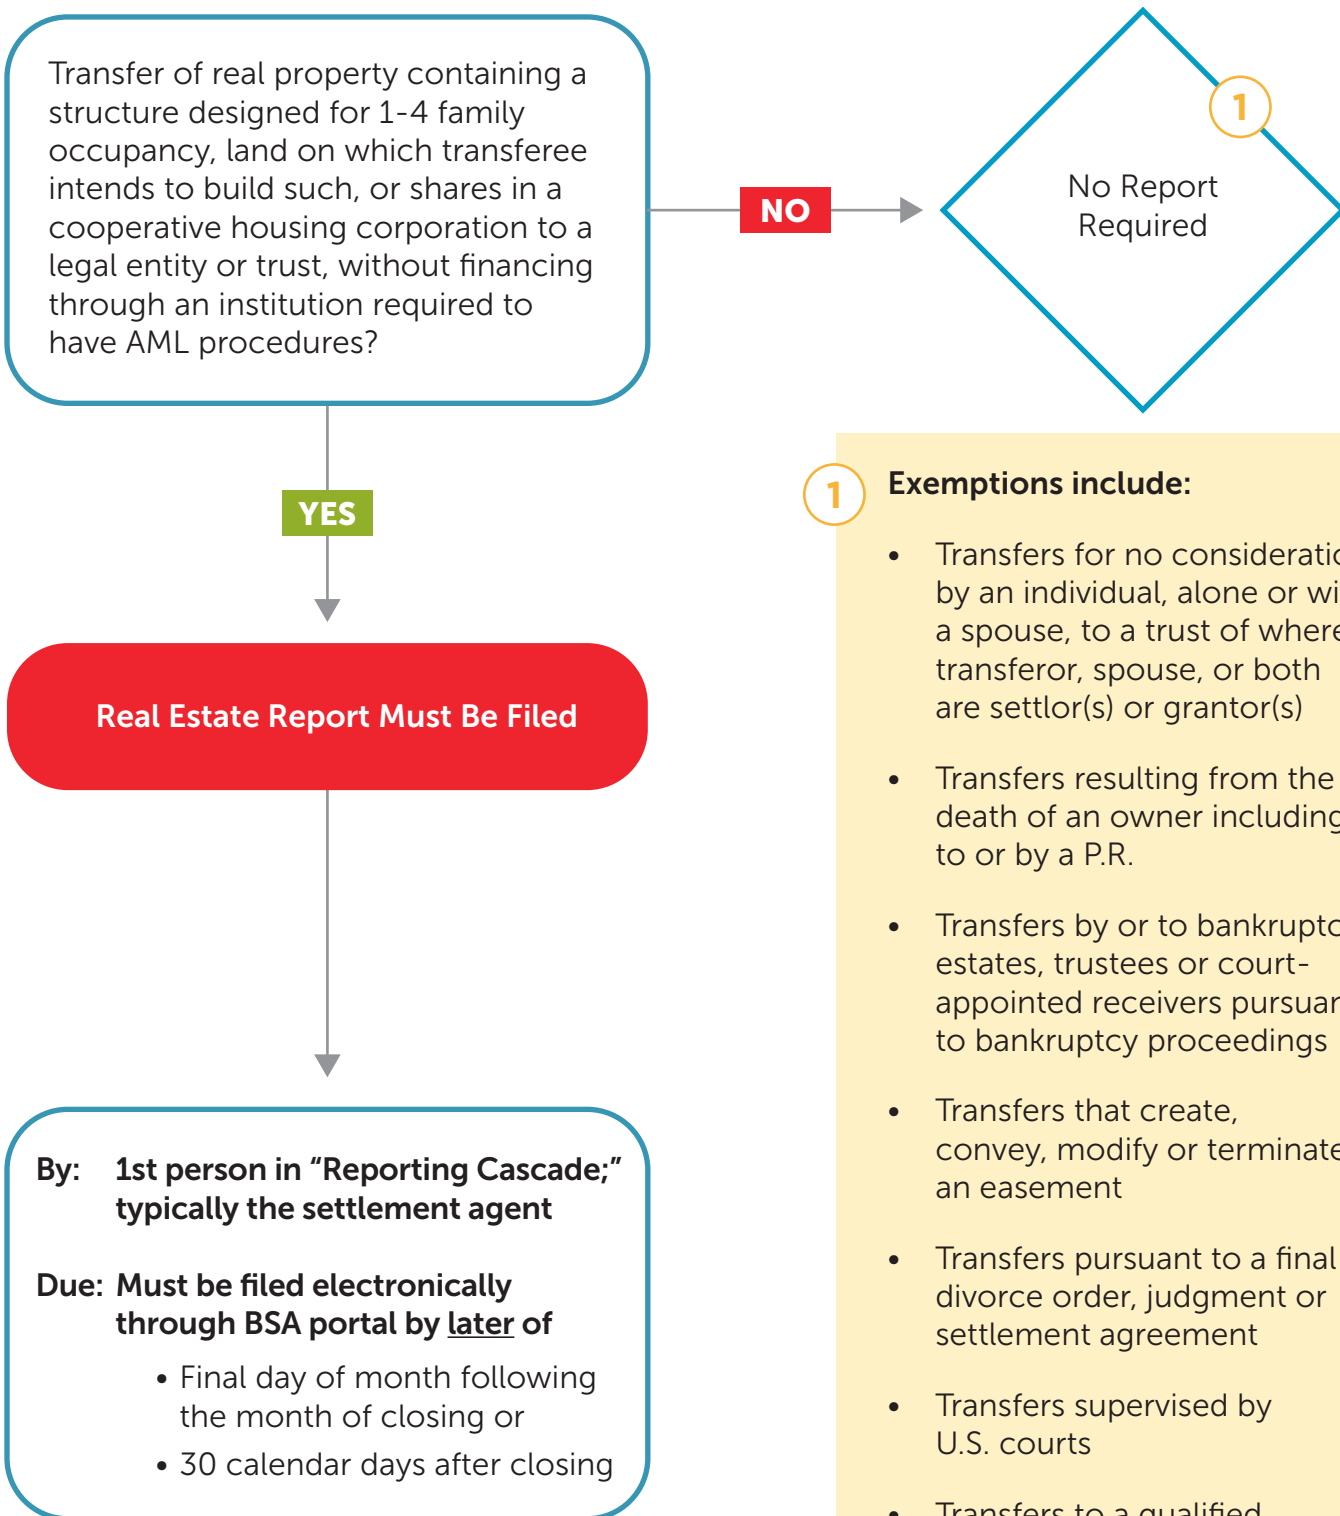 Transfer of real property containing a
structure designed for 1-4 family
occupancy, land on which transferee
intends to build such, or shares in a
cooperative housing corporation to a
legal entity or trust, without financing
through an institution required to
have AML procedures?
NO
1
No Report
Required
YES
Real Estate Report Must Be Filed
By: 1st person in “Reporting Cascade;”
typically the settlement agent
Due: Must be filed electronically
through BSA portal by later of
• Final day of month following
the month of closing or
• 30 calendar days after closing
1
Exemptions include:
• Transfers for no
by an individual, alone or
a spouse, to a trust of
transferor, spouse, or both
are settlor(s) or grantor(s)
• Transfers resulting from the
death of an owner including
to or by a P.R.
• Transfers by or to
estates, trustees or court-
appointed receivers
to bankruptcy proceedings
• Transfers that create,
convey, modify or terminate
an easement
• Transfers pursuant to a final
divorce order, judgment or
settlement agreement
• Transfers supervised by
U.S. courts
• Transfers to a qualified